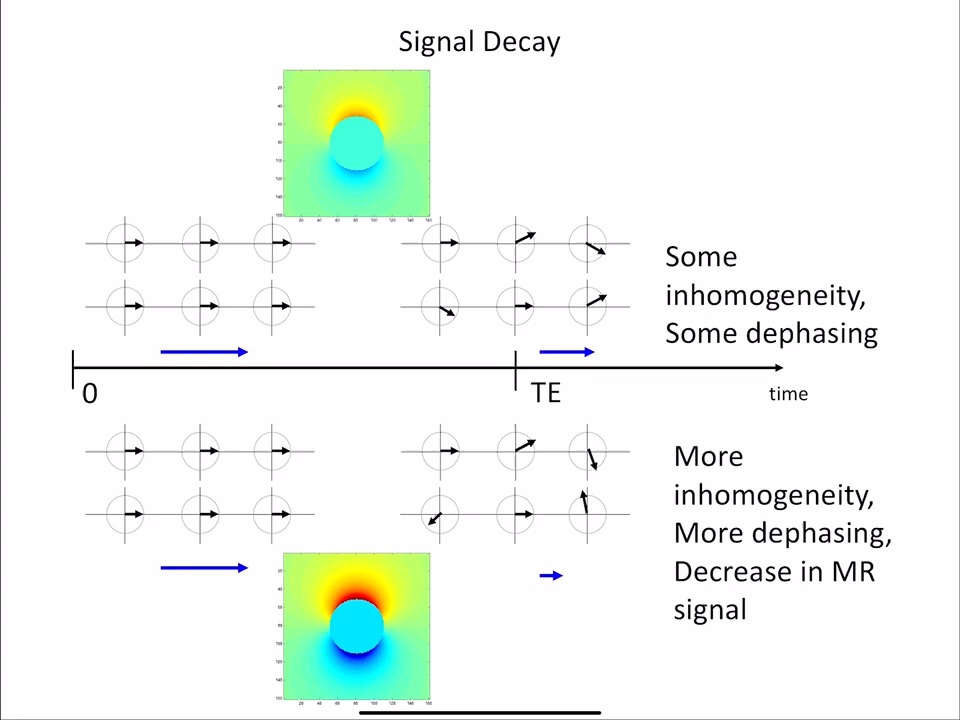 Signal Decay
Some
inhomogeneity,
Some dephasing
0
TE
time
More
inhomogeneity,
More dephasing,
Decrease in MR
signal